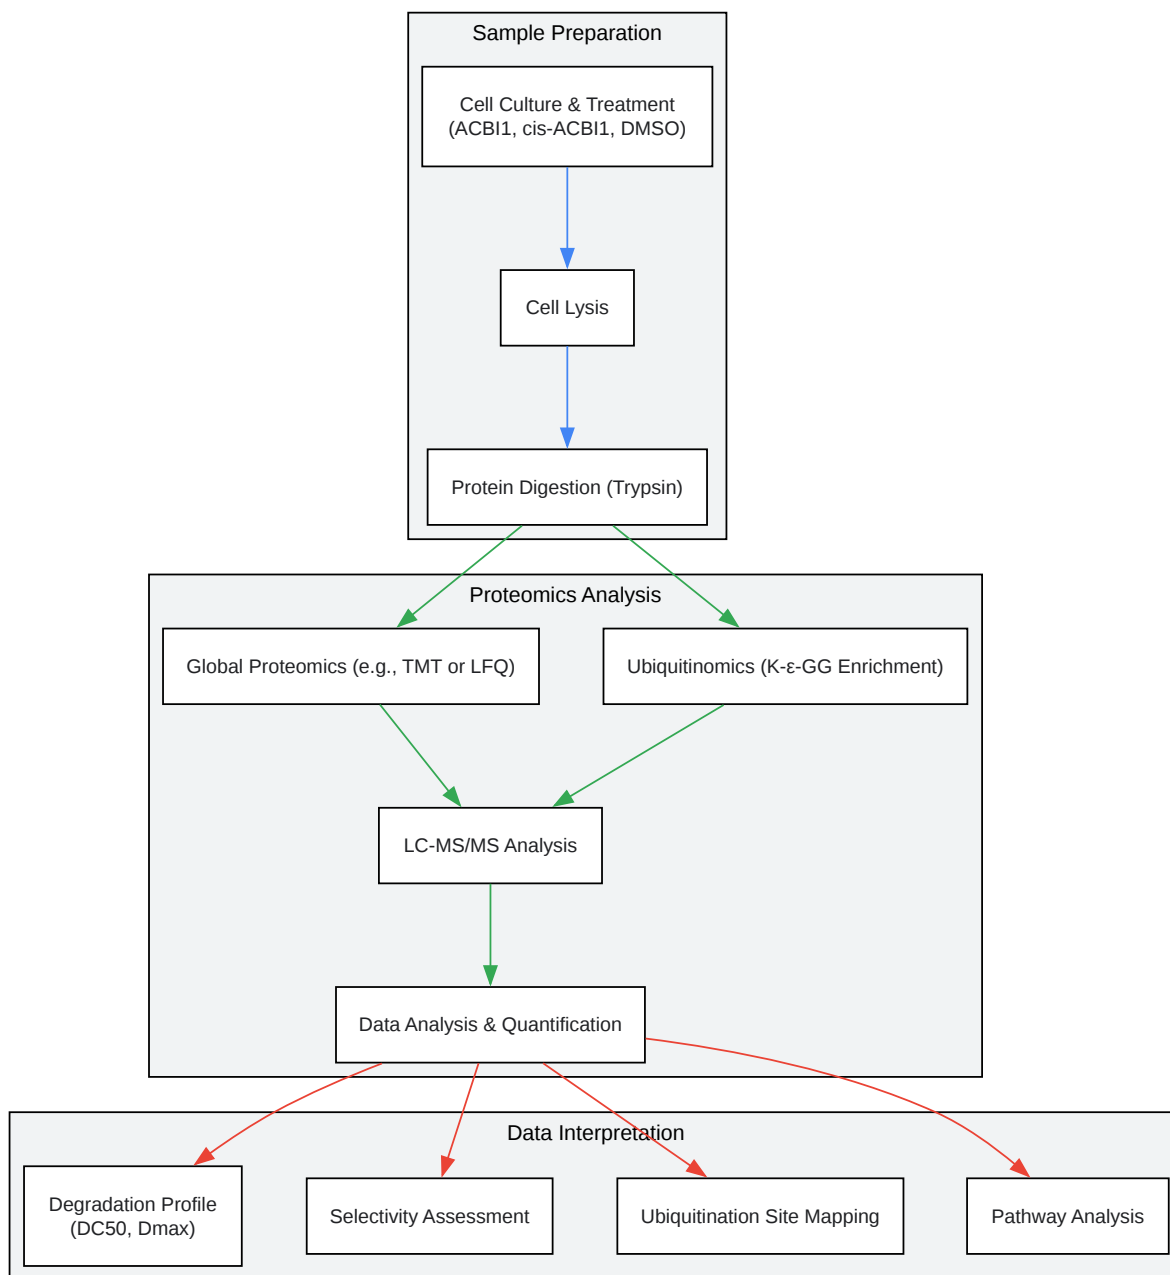 Sample Preparation
Cell Culture & Treatment
(ACBI1, cis-ACBI1, DMSO)
Cell Lysis
Protein Digestion (Trypsin)
Proteomics Analysis
Global Proteomics (e.g., TMT or LFQ)
Ubiquitinomics (K-ε-GG Enrichment)
LC-MS/MS Analysis
Data Analysis & Quantification
Data Interpretation
Degradation Profile
(DC50, Dmax)
Selectivity Assessment
Ubiquitination Site Mapping
Pathway Analysis